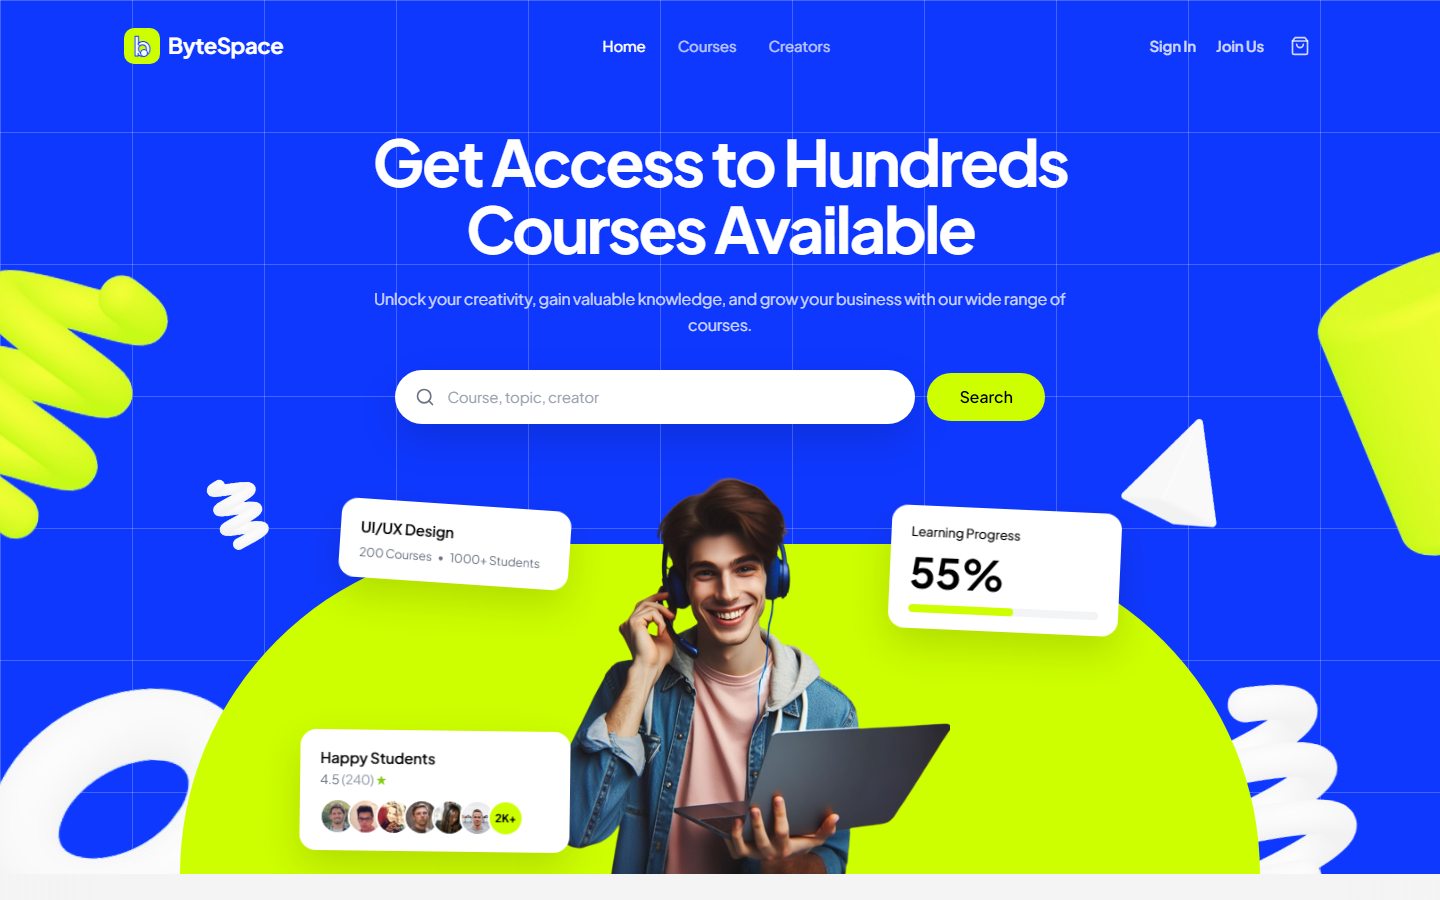 ByteSpace
Home Courses Creators
Sign In Join Us
Get Access to Hundreds
Courses Available
Unlock your creativity, gain valuable knowledge, and grow your business with our wide range of
courses.
Course, topic, creator
Search
UI/UX Design
200 Courses • 1000+ Students
Learning Progress
55%
Happy Students
4.5 (240) ★
2K+